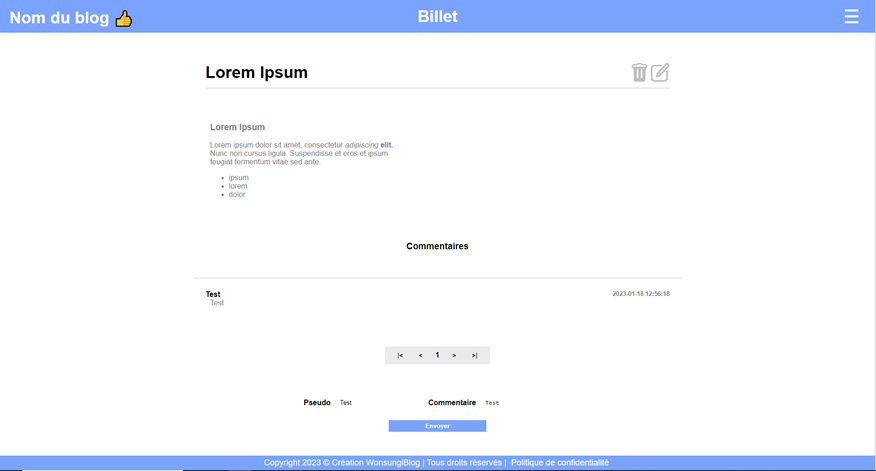 Nom du blog 👍
Billet
☰
Lorem Ipsum
Lorem Ipsum
Lorem ipsum dolor sit amet, consectetur adipiscing elit.
Nunc non cursus ligula. Suspendisse et eros et ipsum
feugiat fermentum vitae sed ante.
• ipsum
• lorem
• dolor
Commentaires
Test 2023-01-18 12:56:18
Test
|< < 1 > >|
Pseudo Test Commentaire Test
Envoyer
Copyright 2023 © Création WonsunglBlog | Tous droits réservés | Politique de confidentialité